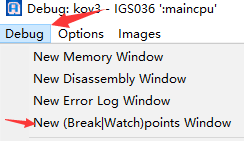 Debug: kov3 - IGS036 ':maincpu'
Debug Options Images
New Memory Window
New Disassembly Window
New Error Log Window
New (Break|Watch)points Window